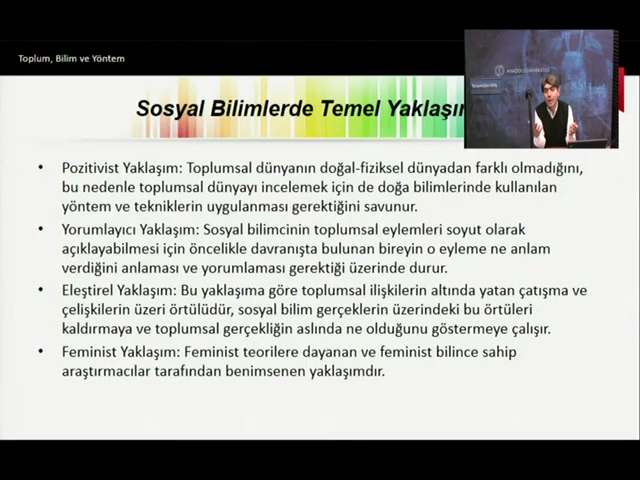 Toplum, Bilim ve Yöntem
ANADOLU ÜNİVERSİTESİ
Sosyal Bilimlerde Temel Yaklaşım
• Pozitivist Yaklaşım: Toplumsal dünyanın doğal-fiziksel dünyadan farklı olmadığını,
bu nedenle toplumsal dünyayı incelemek için de doğa bilimlerinde kullanılan
yöntem ve tekniklerin uygulanması gerektiğini savunur.
• Yorumlayıcı Yaklaşım: Sosyal bilimcinin toplumsal eylemleri soyut olarak
açıklayabilmesi için öncelikle davranışta bulunan bireyin o eyleme ne anlam
verdiğini anlaması ve yorumlaması gerektiği üzerinde durur.
• Eleştirel Yaklaşım: Bu yaklaşıma göre toplumsal ilişkilerin altında yatan çatışma ve
çelişkilerin üzeri örtülüdür, sosyal bilim gerçeklerin üzerindeki bu örtüleri
kaldırmaya ve toplumsal gerçekliğin aslında ne olduğunu göstermeye çalışır.
• Feminist Yaklaşım: Feminist teorilere dayanan ve feminist bilince sahip
araştırmacılar tarafından benimsenen yaklaşımdır.